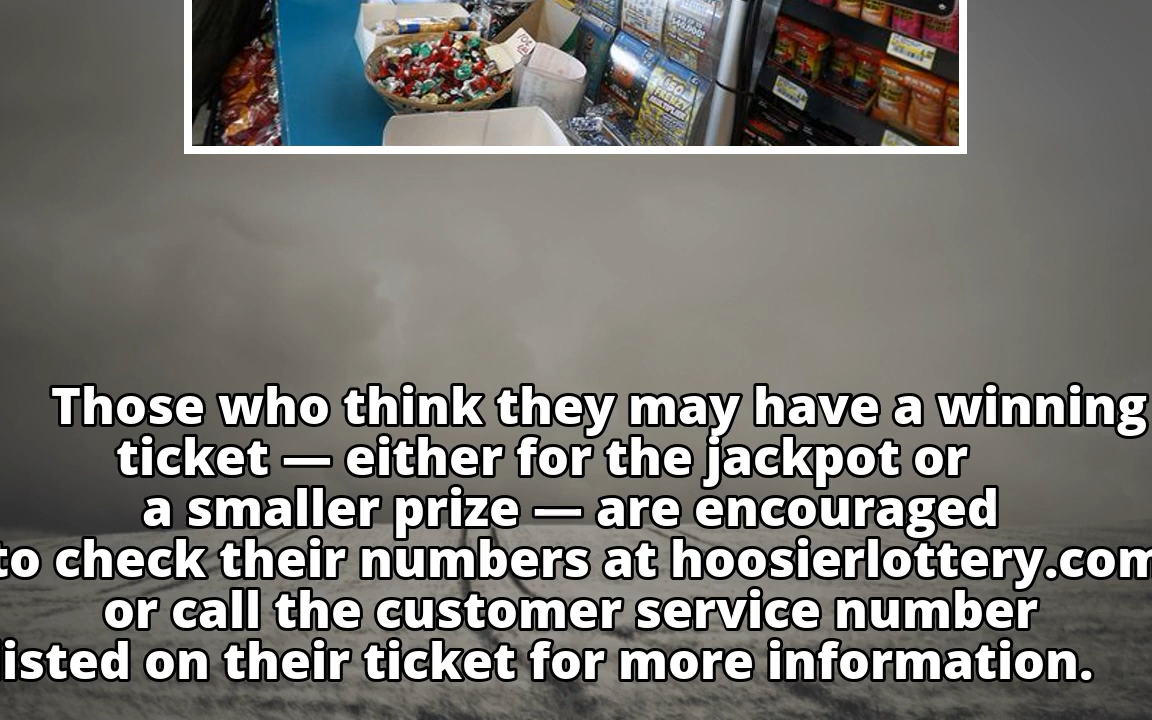 Those who think they may have a winning
ticket — either for the jackpot or
a smaller prize — are encouraged
to check their numbers at hoosierlottery.com
or call the customer service number
isted on their ticket for more information.